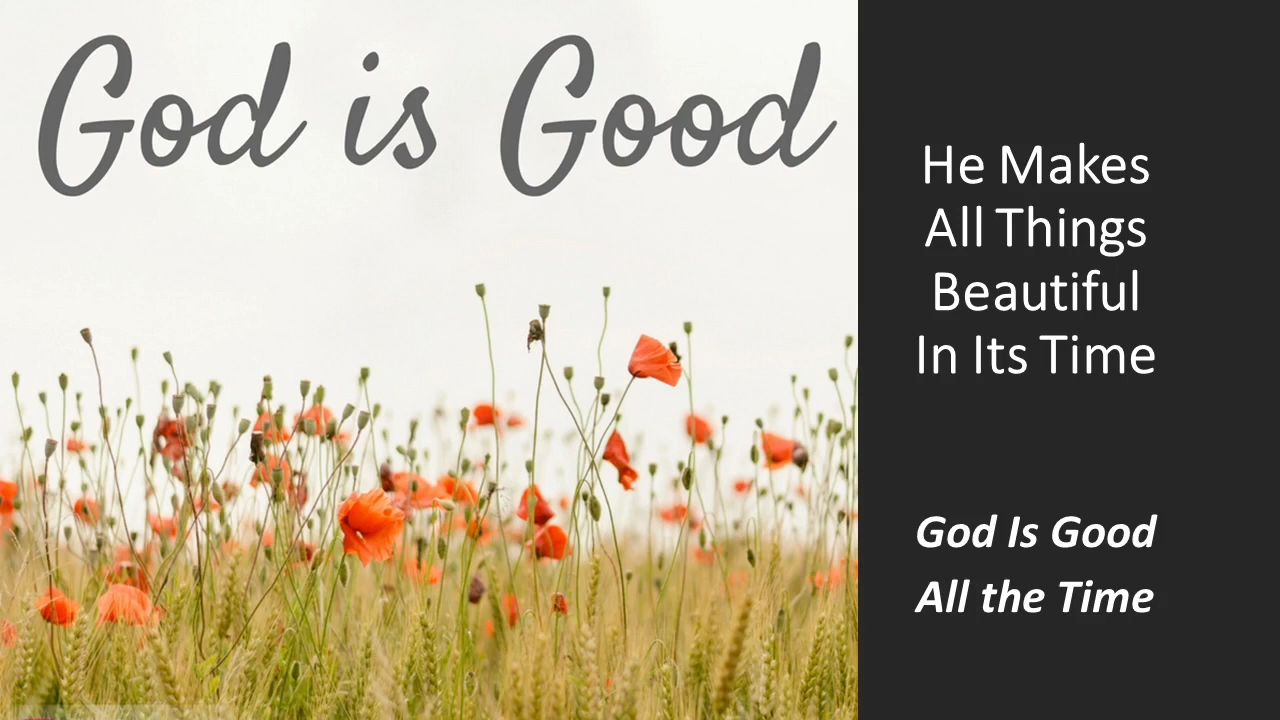 God is Good
He Makes
All Things
Beautiful
In Its Time
God Is Good
All the Time